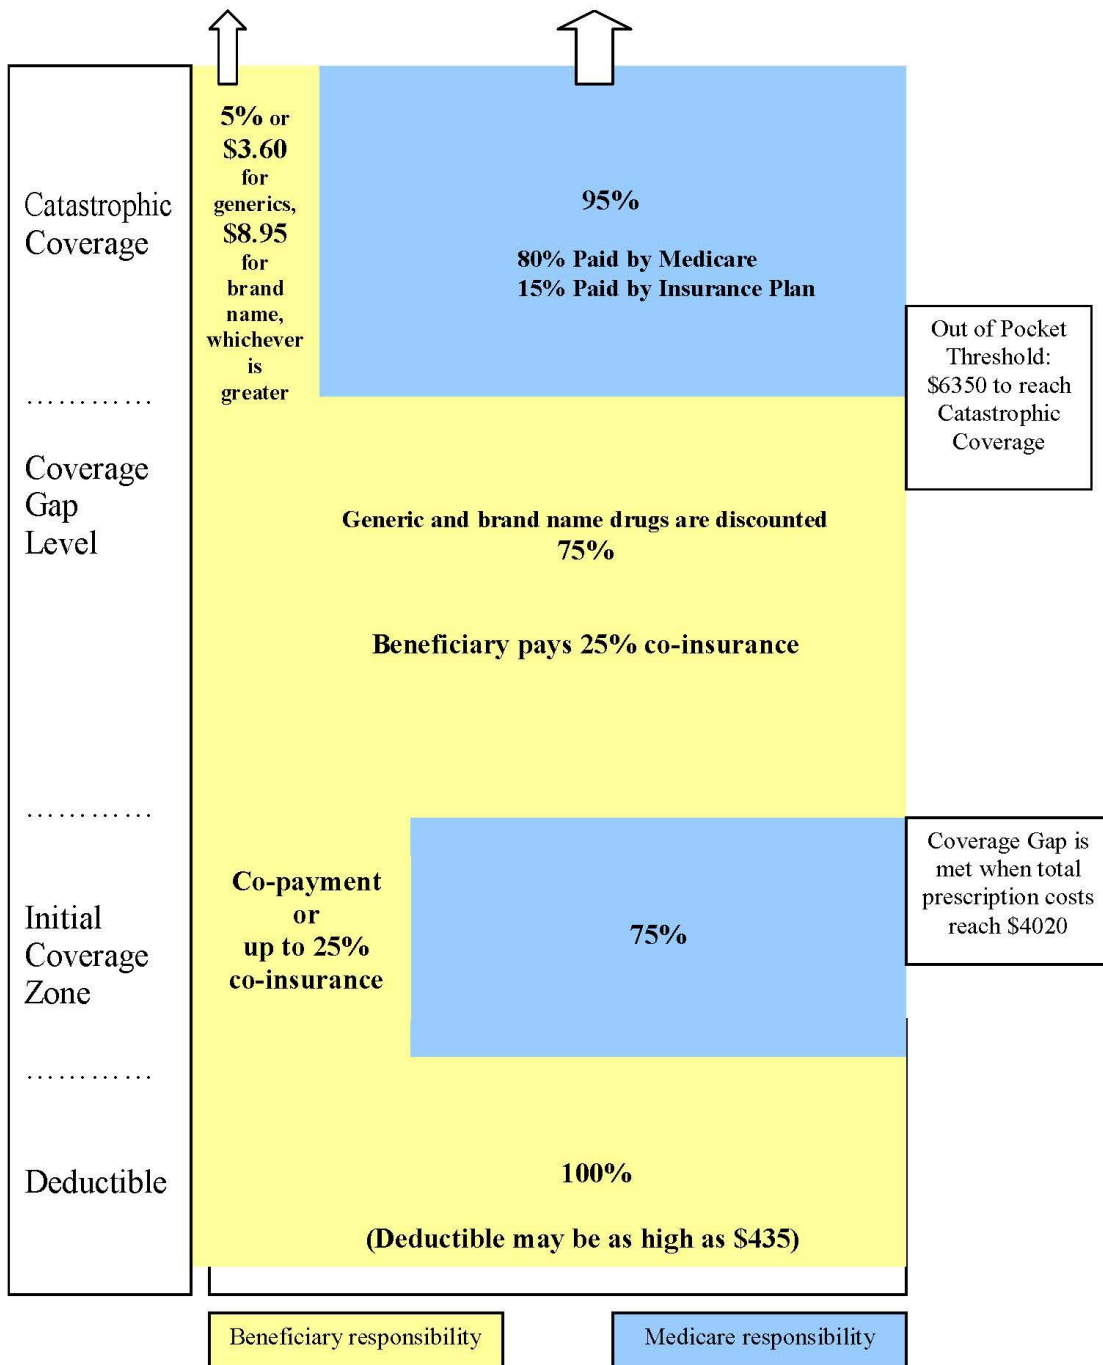 Catastrophic
Coverage
…………
5% or
$3.60
for
generics,
$8.95
for
brand
name,
whichever
is
greater
95%
80% Paid by Medicare
15% Paid by Insurance Plan
Out of Pocket
Threshold:
$6350 to reach
Catastrophic
Coverage
Coverage
Gap
Level
…………
Generic and brand name drugs are discounted
75%
Beneficiary pays 25% co-insurance
Initial
Coverage
Zone
…………
Co-payment
or
up to 25%
co-insurance
75%
Coverage Gap is
met when total
prescription costs
reach $4020
Deductible
100%
(Deductible may be as high as $435)
Beneficiary responsibility
Medicare responsibility